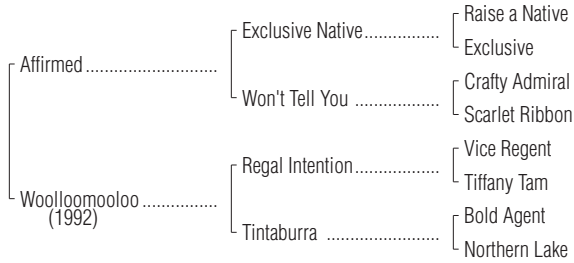 Raise a Native
Exclusive Native..................
Exclusive
Affirmed ...............................
Crafty Admiral
Won't Tell You .....................
Scarlet Ribbon
Vice Regent
Regal Intention.....................
Tiffany Tam
Woolloomooloo ..................
(1992)
Bold Agent
Tintaburra ............................
Northern Lake